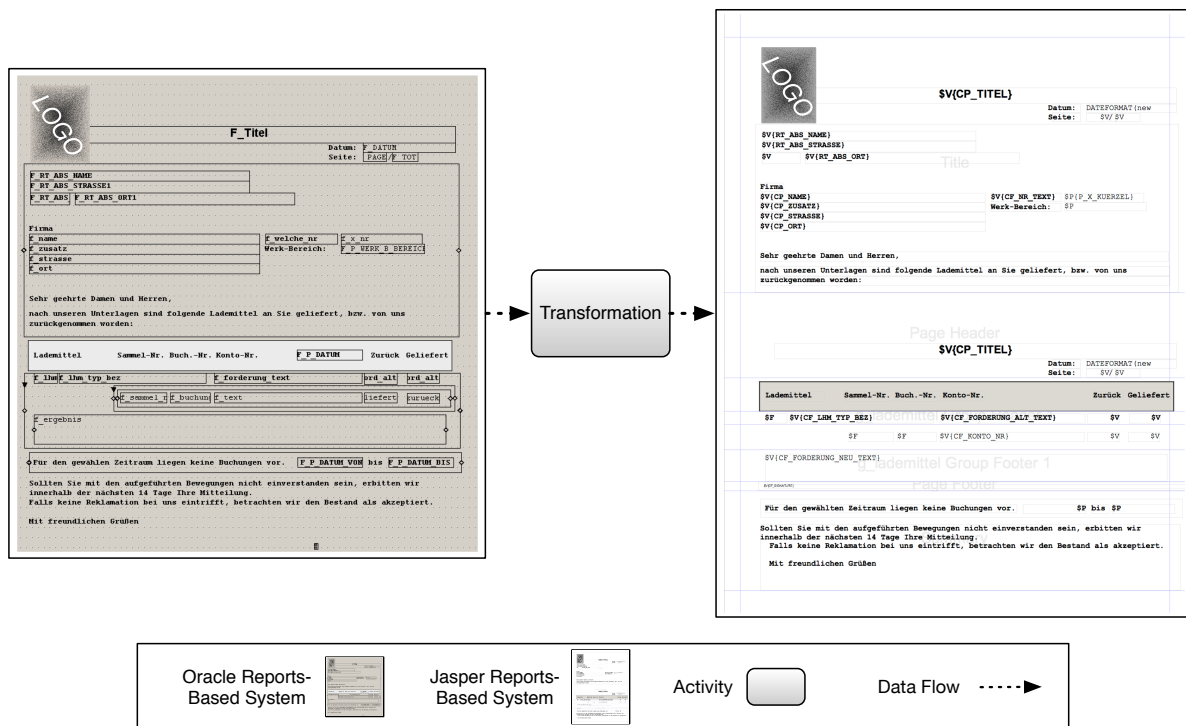 LOGO
F_Titel
Datum: F_DATUM
Seite: PAGE/F TOT
F_RT_ABS_NAME
F_RT_ABS_STRASSE1
F_RT_ABS F_RT_ABS_ORT1
Firma
f_name f_welche_nr f_x_nr
f_zusatz Werk-Bereich: F_P_WERK_B_BEREICH
f_strasse
f_ort
Sehr geehrte Damen und Herren,
nach unseren Unterlagen sind folgende Lademittel an Sie geliefert, bzw. von uns
zurückgenommen worden:
Lademittel Sammel-Nr. Buch.-Nr. Konto-Nr. F_P_DATUM Zurück Geliefert
f_lhm f_lhm_typ_bez f_forderung_text ord_alt ord_alt
f_sammel_r f_buchung f_text liefert zurueck
f_ergebnis
Für den gewählen Zeitraum liegen keine Buchungen vor. F_P_DATUM_VON bis F_P_DATUM_BIS
Sollten Sie mit den aufgeführten Bewegungen nicht einverstanden sein, erbitten wir
innerhalb der nächsten 14 Tage Ihre Mitteilung.
Falls keine Reklamation bei uns eintrifft, betrachten wir den Bestand als akzeptiert.
Mit freundlichen Grüßen
Transformation
LOGO
$V{CP_TITEL}
Datum: DATEFORMAT(new
Seite: $V/ $V
$V{RT_ABS_NAME}
$V{RT_ABS_STRASSE}
$V $V{RT_ABS_ORT}
Title
Firma
$V{CP_NAME} $V{CF_NR_TEXT} $P{P_X_KUERZEL}
$V{CP_ZUSATZ} Werk-Bereich: $P
$V{CP_STRASSE}
$V{CP_ORT}
Sehr geehrte Damen und Herren,
nach unseren Unterlagen sind folgende Lademittel an Sie geliefert, bzw. von uns
zurückgenommen worden:
Page Header
$V{CP_TITEL}
Datum: DATEFORMAT(new
Seite: $V/ $V
Lademittel Sammel-Nr. Buch.-Nr. Konto-Nr. Zurück Geliefert
$F $V{CF_LHM_TYP_BEZ} $V{CF_FORDERUNG_ALT_TEXT} $V $V
$F $F $V{CF_KONTO_NR} $V $V
$V{CF_FORDERUNG_NEU_TEXT}
g_lademittel Group Footer 1
Page Footer
Für den gewählten Zeitraum liegen keine Buchungen vor. $P bis $P
Sollten Sie mit den aufgeführten Bewegungen nicht einverstanden sein, erbitten wir
innerhalb der nächsten 14 Tage Ihre Mitteilung.
Falls keine Reklamation bei uns eintrifft, betrachten wir den Bestand als akzeptiert.
Mit freundlichen Grüßen
Oracle Reports-
Based System
Jasper Reports-
Based System
Activity
Data Flow